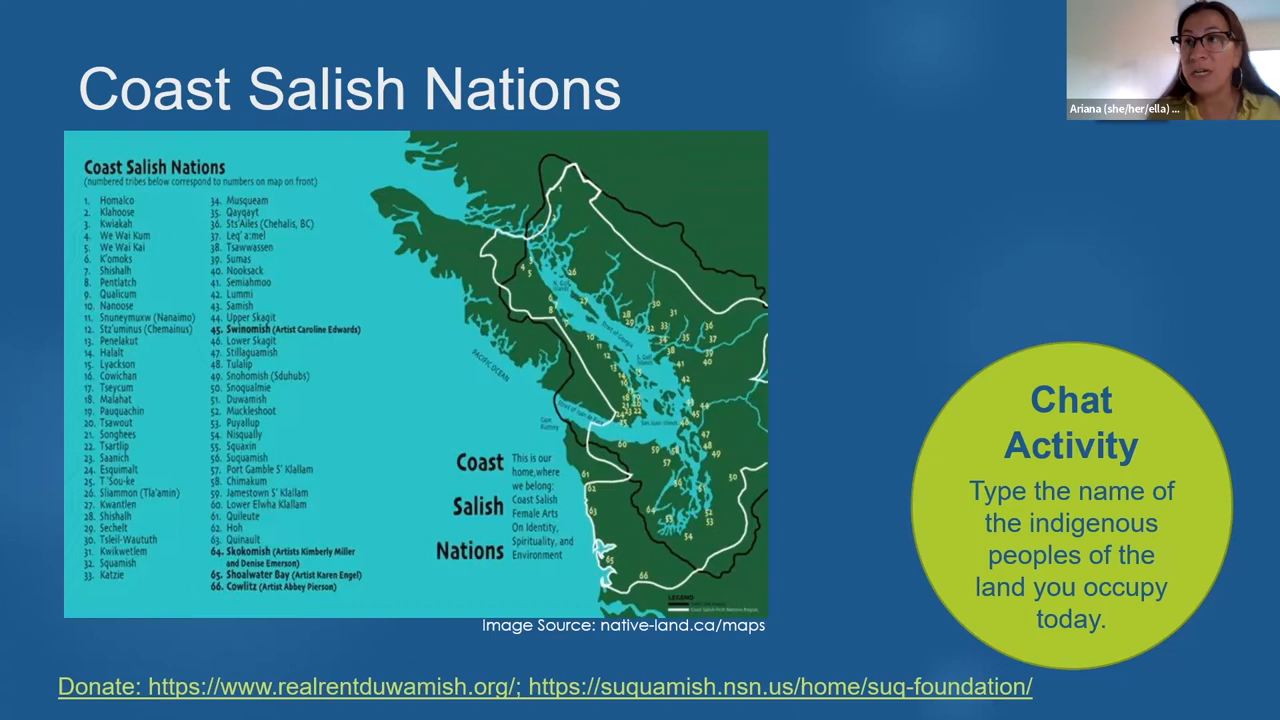 Coast Salish Nations
Ariana (she/her/ella) ...
Coast Salish Nations
(numbered tribes below correspond to numbers on map on front)
1. Homalco
2. Klahoose
3. Kwiakah
4. We Wai Kum
5. We Wai Kai
6. K'omoks
7. Shishalh
8. Pentlatch
9. Qualicum
10. Nanoose
11. Snuneymuxw (Nanaimo)
12. Stz'uminus (Chemainus)
13. Penelakut
14. Halalt
15. Lyackson
16. Cowichan
17. Tseycum
18. Malahat
19. Pauquachin
20. Tsawout
21. Songhees
22. Tsartlip
23. Saanich
24. Esquimalt
25. T'Sou-ke
26. Sliammon (Tla'amin)
27. Kwantlen
28. Shishalh
29. Sechelt
30. Tsleil-Waututh
31. Kwikwetlem
32. Squamish
33. Katzie
34. Musqueam
35. Qayqayt
36. Sts'Ailes (Chehalis, BC)
37. Leq' a:mel
38. Tsawwassen
39. Sumas
40. Nooksack
41. Semiahmoo
42. Lummi
43. Samish
44. Upper Skagit
45. Swinomish (Artist Caroline Edwards)
46. Lower Skagit
47. Stillaguamish
48. Tulalip
49. Snohomish (Sduhubs)
50. Snoqualmie
51. Duwamish
52. Muckleshoot
53. Puyallup
54. Nisqually
55. Squaxin
56. Suquamish
57. Port Gamble S' Klallam
58. Chimakum
59. Jamestown S' Klallam
60. Lower Elwha Klallam
61. Quileute
62. Hoh
63. Quinault
64. Skokomish (Artists Kimberly Miller
and Denise Emerson)
65. Shoalwater Bay (Artist Karen Engel)
66. Cowlitz (Artist Abbey Pierson)
PACIFIC OCEAN
Coast
Salish
Nations
This is our
home,where
we belong:
Coast Salish
Female Arts
On Identity,
Spirituality, and
Environment
LEGEND
Image Source: native-land.ca/maps
Chat
Activity
Type the name of
the indigenous
peoples of the
land you occupy
today.
Donate: https://www.realrentduwamish.org/; https://suquamish.nsn.us/home/suq-foundation/